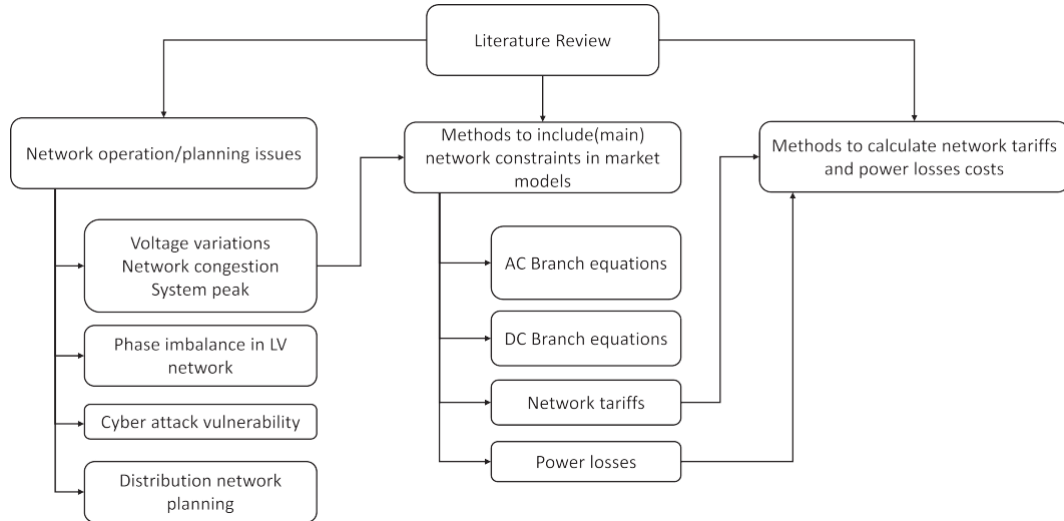 Literature Review
Network operation/planning issues
Voltage variations
Network congestion
System peak
Phase imbalance in LV
network
Cyber attack vulnerability
Distribution network
planning
Methods to include(main)
network constraints in market
models
AC Branch equations
DC Branch equations
Network tariffs
Power losses
Methods to calculate network tariffs
and power losses costs